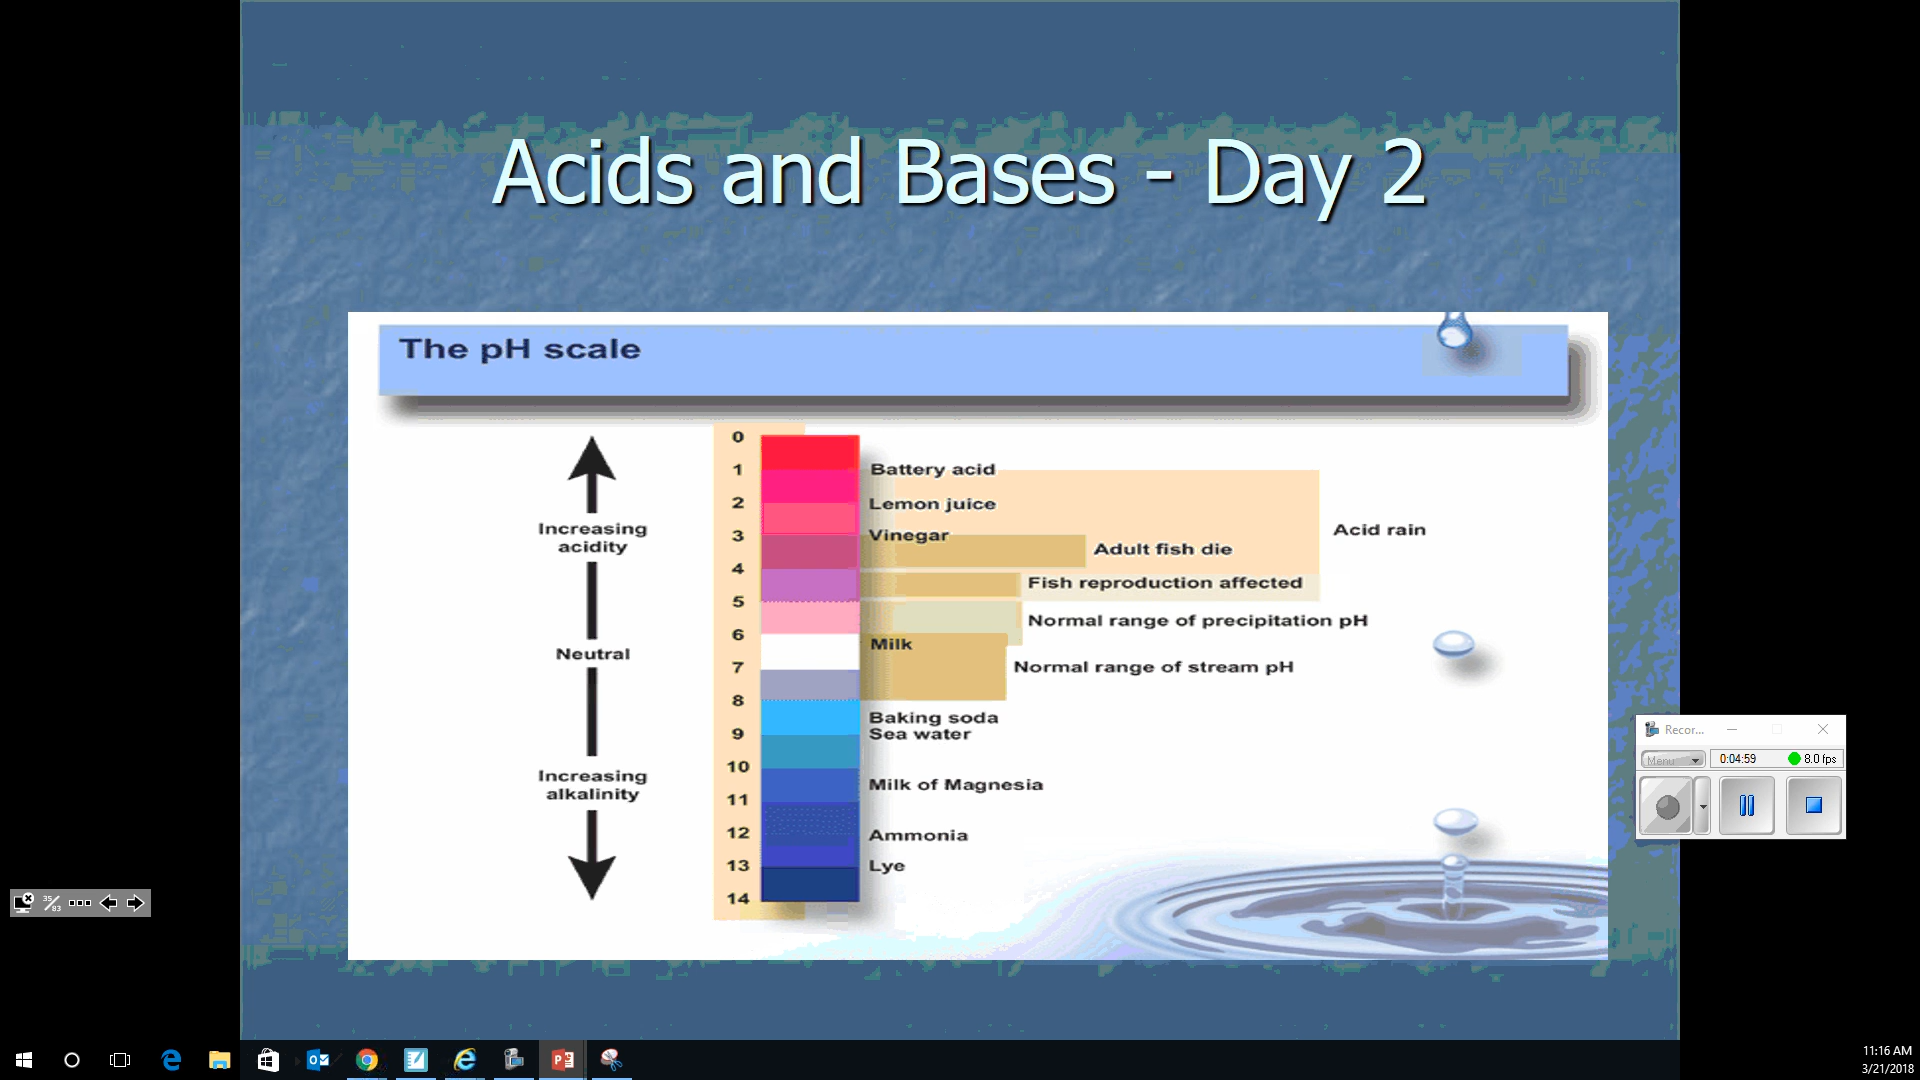 Acids and Bases - Day 2
The pH scale
0
1
2
3
4
5
6
7
8
9
10
11
12
13
14
Increasing
acidity
Neutral
Increasing
alkalinity
Battery acid
Lemon juice
Vinegar
Adult fish die
Acid rain
Fish reproduction affected
Normal range of precipitation pH
Milk
Normal range of stream pH
Baking soda
Sea water
Milk of Magnesia
Ammonia
Lye
Recor...
Menu
0:04:59
8.0 fps
35/83
11:16 AM
3/21/2018